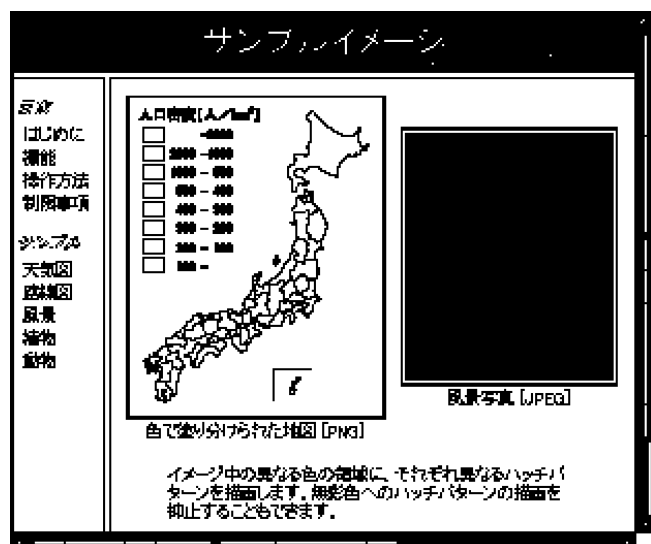 サンプルイメージ
目次
はじめに
機能
操作方法
制限事項
サンプル
天気図
路線図
風景
植物
動物
人口密度[人/km²]
300 - 200
色で塗り分けられた地図 [PNG]
風景写真 [JPEG]
イメージ中の異なる色の領域に、それぞれ異なるハッチパ
ターンを描画します。無彩色へのハッチパターンの描画を
抑止することもできます。